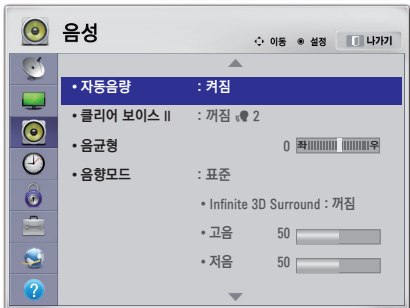 음성
이동 설정 나가기
• 자동음량 : 켜짐
• 클리어 보이스 II : 꺼짐 2
• 음균형 0 좌 우
• 음향모드 : 표준
• Infinite 3D Surround : 꺼짐
• 고음 50
• 저음 50
?